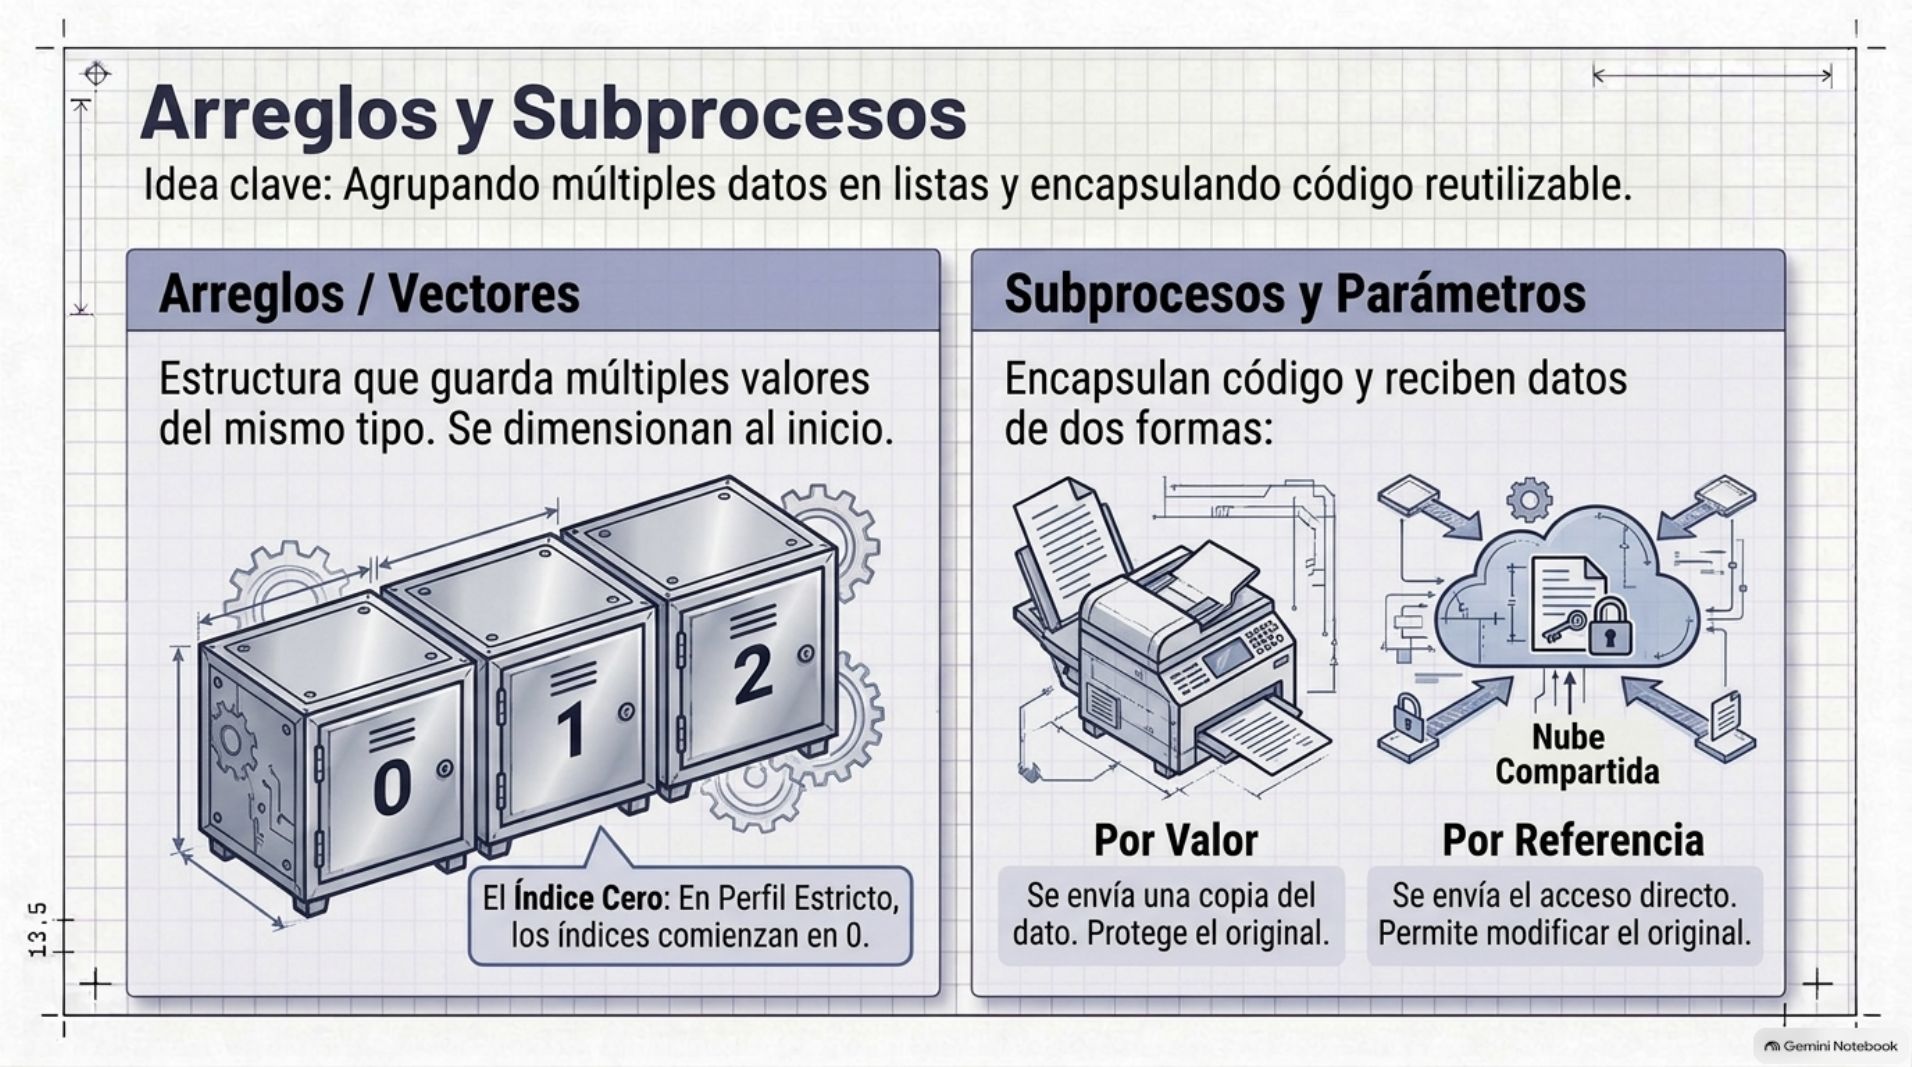 Arreglos y Subprocesos
Idea clave: Agrupando múltiples datos en listas y encapsulando código reutilizable.
Arreglos / Vectores
Estructura que guarda múltiples valores
del mismo tipo. Se dimensionan al inicio.
0
1
2
El Índice Cero: En Perfil Estricto,
los índices comienzan en 0.
Subprocesos y Parámetros
Encapsulan código y reciben datos
de dos formas:
Nube
Compartida
Por Valor
Se envía una copia del
dato. Protege el original.
Por Referencia
Se envía el acceso directo.
Permite modificar el original.
13.5
Gemini Notebook